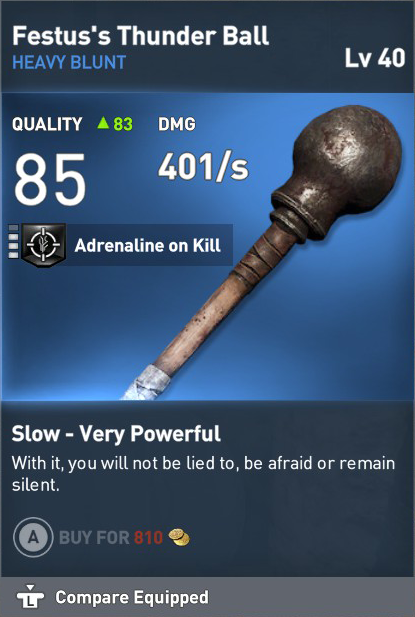 Festus's Thunder Ball
HEAVY BLUNT
Lv 40
QUALITY ▲83 DMG
85 401/s
Adrenaline on Kill
Slow - Very Powerful
With it, you will not be lied to, be afraid or remain
silent.
A BUY FOR 810
L Compare Equipped